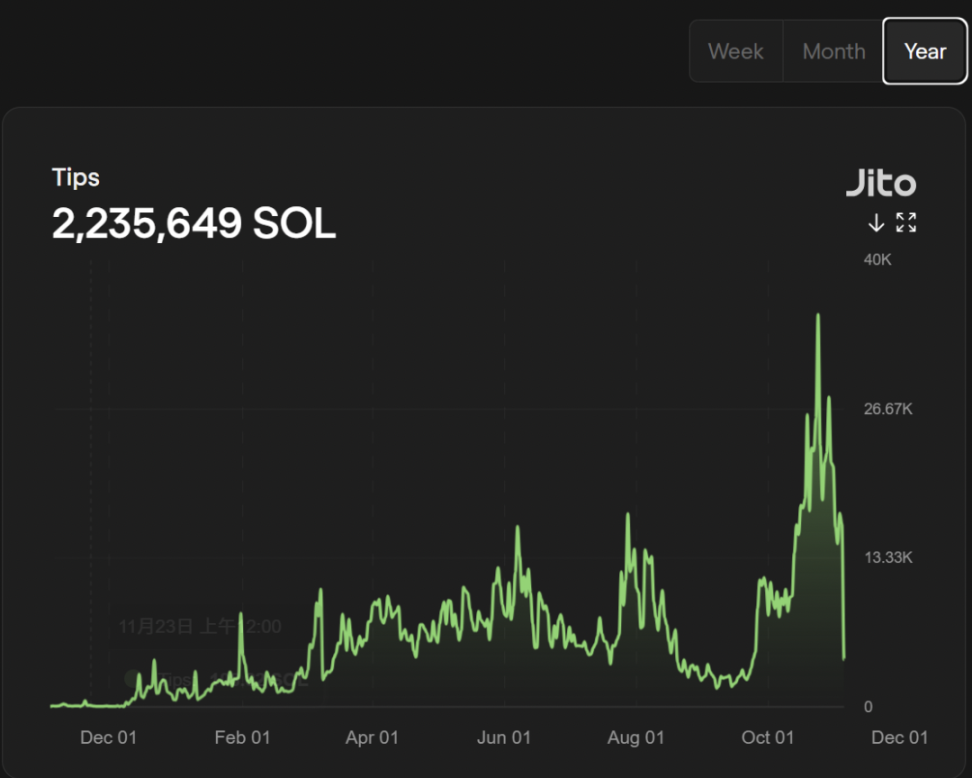 Week Month Year
Tips
2,235,649 SOL
Jito
40K
26.67K
13.33K
11月23日 上午12:00
0
Dec 01 Feb 01 Apr 01 Jun 01 Aug 01 Oct 01 Dec 01